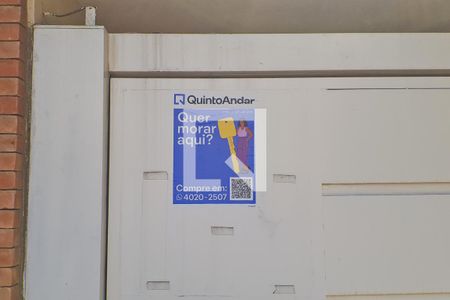 QuintoAndar
Quer
morar
aqui?
Compre em:
4020-2507